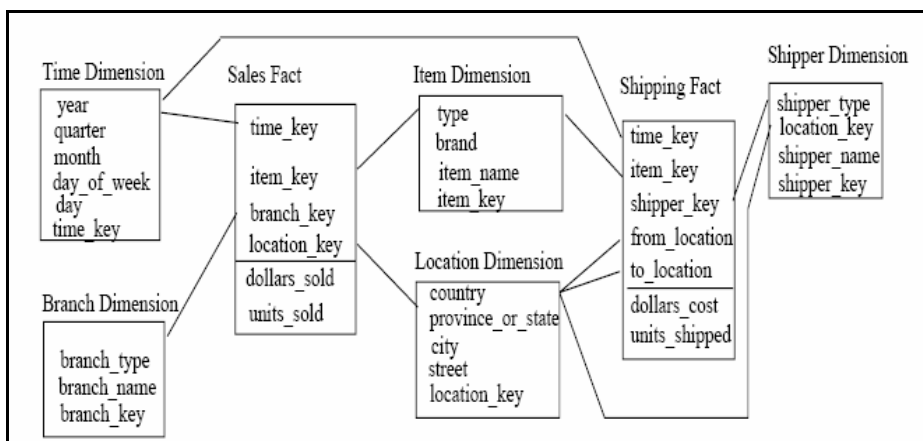 Time Dimension
year
quarter
month
day_of_week
day
time_key
Branch Dimension
branch_type
branch_name
branch_key
Sales Fact
time_key
item_key
branch_key
location_key
dollars_sold
units_sold
Item Dimension
type
brand
item_name
item_key
Location Dimension
country
province_or_state
city
street
location_key
Shipping Fact
time_key
item_key
shipper_key
from_location
to_location
dollars_cost
units_shipped
Shipper Dimension
shipper_type
location_key
shipper_name
shipper_key